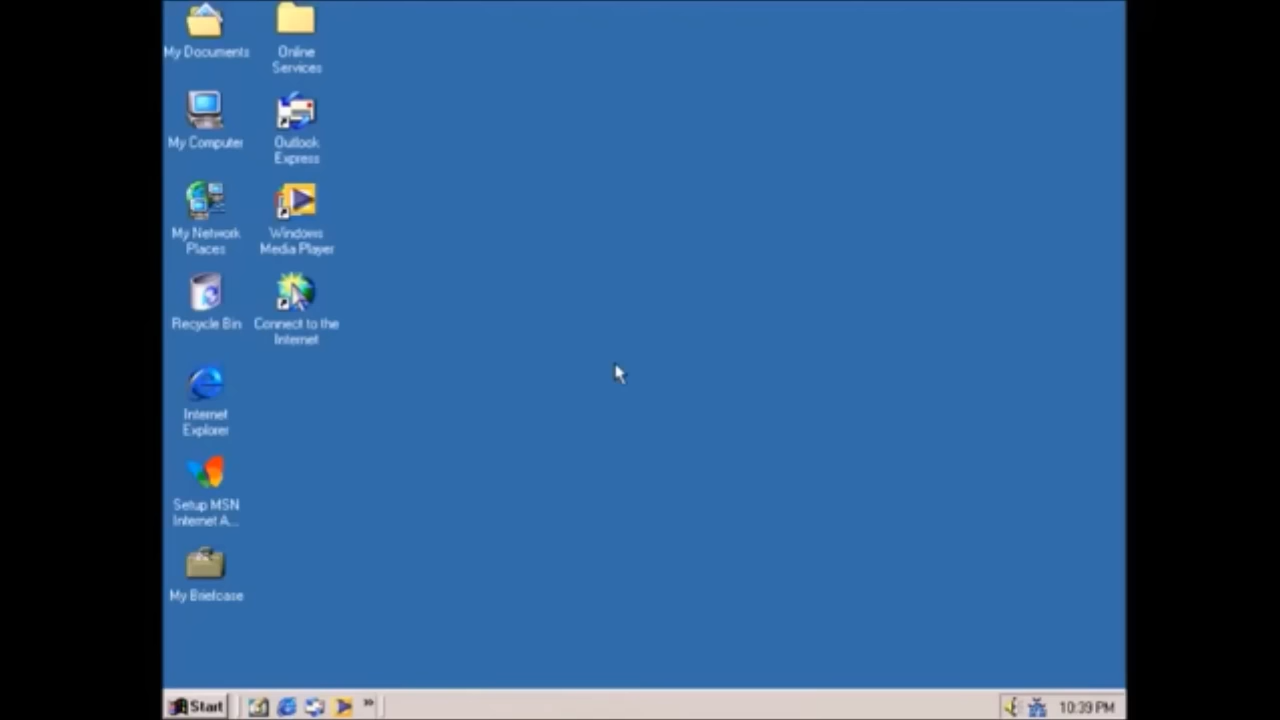 My Documents
Online
Services
My Computer
Outlook
Express
My Network
Places
Windows
Media Player
Recycle Bin
Connect to the
Internet
Internet
Explorer
Setup MSN
Internet A...
My Briefcase
Start
10:39 PM